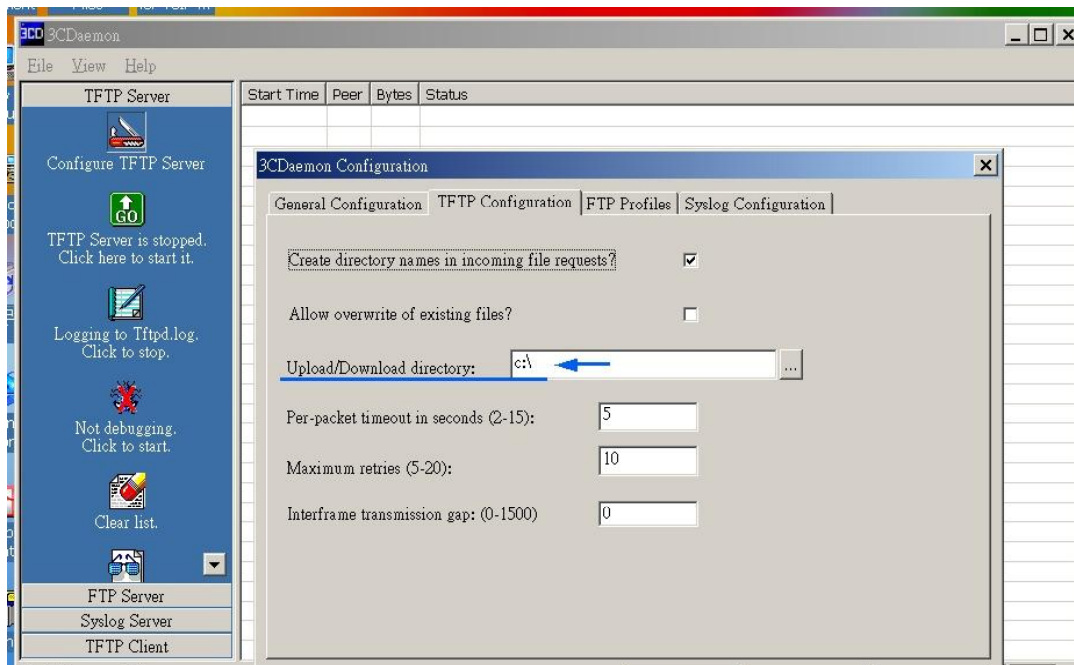 3CD 3CDaemon
File View Help
TFTP Server
Configure TFTP Server
GO
TFTP Server is stopped.
Click here to start it.
Logging to Tftpd.log.
Click to stop.
Not debugging.
Click to start.
Clear list.
FTP Server
Syslog Server
TFTP Client
Start Time Peer Bytes Status
3CDaemon Configuration
General Configuration TFTP Configuration FTP Profiles Syslog Configuration
Create directory names in incoming file requests?
Allow overwrite of existing files?
Upload/Download directory: c:\
...
Per-packet timeout in seconds (2-15): 5
Maximum retries (5-20): 10
Interframe transmission gap: (0-1500) 0